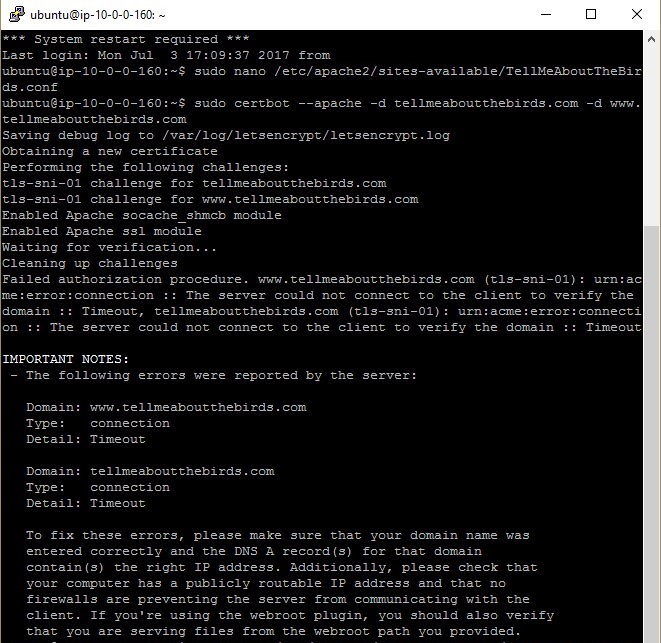 ubuntu@ip-10-0-0-160: ~
*** System restart required ***
Last login: Mon Jul  3 17:09:37 2017 from
ubuntu@ip-10-0-0-160:~$ sudo nano /etc/apache2/sites-available/TellMeAboutTheBir
ds.conf
ubuntu@ip-10-0-0-160:~$ sudo certbot --apache -d tellmeaboutthebirds.com -d www.
tellmeaboutthebirds.com
Saving debug log to /var/log/letsencrypt/letsencrypt.log
Obtaining a new certificate
Performing the following challenges:
tls-sni-01 challenge for tellmeaboutthebirds.com
tls-sni-01 challenge for www.tellmeaboutthebirds.com
Enabled Apache socache_shmcb module
Enabled Apache ssl module
Waiting for verification...
Cleaning up challenges
Failed authorization procedure. www.tellmeaboutthebirds.com (tls-sni-01): urn:ac
me:error:connection :: The server could not connect to the client to verify the
domain :: Timeout, tellmeaboutthebirds.com (tls-sni-01): urn:acme:error:connecti
on :: The server could not connect to the client to verify the domain :: Timeout
IMPORTANT NOTES:
 - The following errors were reported by the server:
   Domain: www.tellmeaboutthebirds.com
   Type:   connection
   Detail: Timeout
   Domain: tellmeaboutthebirds.com
   Type:   connection
   Detail: Timeout
   To fix these errors, please make sure that your domain name was
   entered correctly and the DNS A record(s) for that domain
   contain(s) the right IP address. Additionally, please check that
   your computer has a publicly routable IP address and that no
   firewalls are preventing the server from communicating with the
   client. If you're using the webroot plugin, you should also verify
   that you are serving files from the webroot path you provided.